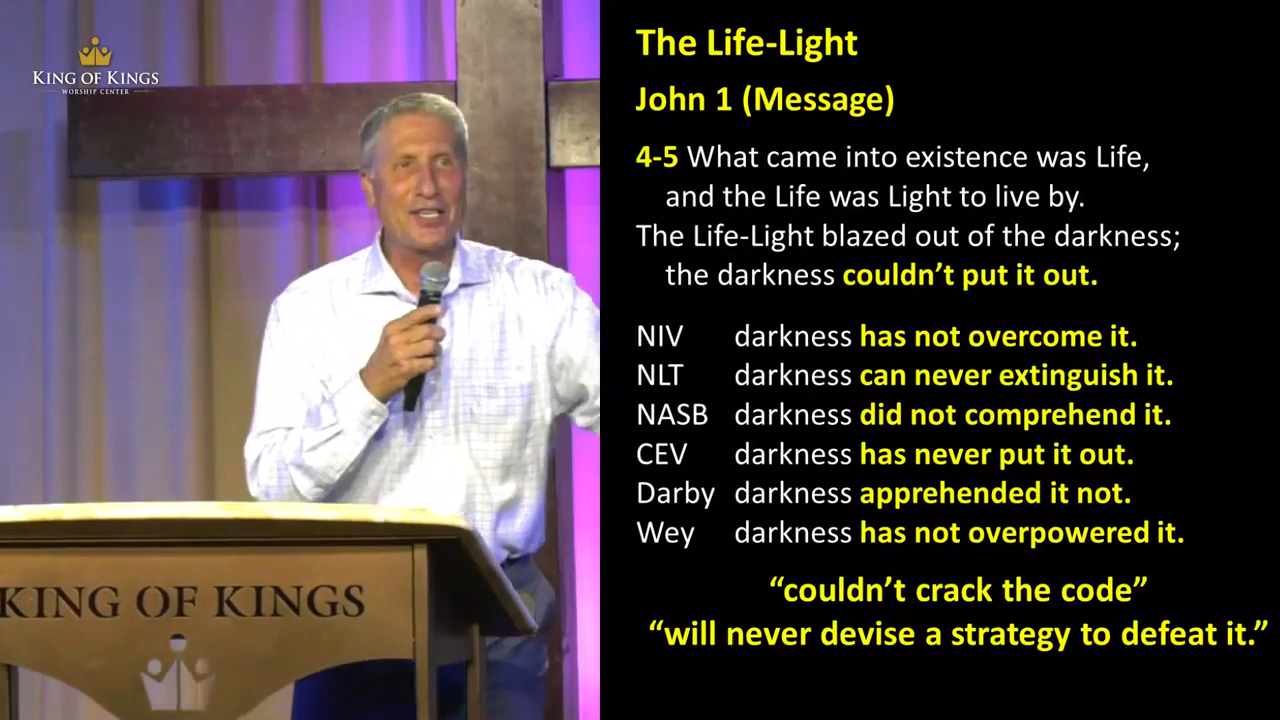 KING OF KINGS
WORSHIP CENTER
KING OF KINGS
The Life-Light
John 1 (Message)
4-5 What came into existence was Life,
and the Life was Light to live by.
The Life-Light blazed out of the darkness;
the darkness couldn’t put it out.
NIV darkness has not overcome it.
NLT darkness can never extinguish it.
NASB darkness did not comprehend it.
CEV darkness has never put it out.
Darby darkness apprehended it not.
Wey darkness has not overpowered it.
“couldn’t crack the code”
“will never devise a strategy to defeat it.”